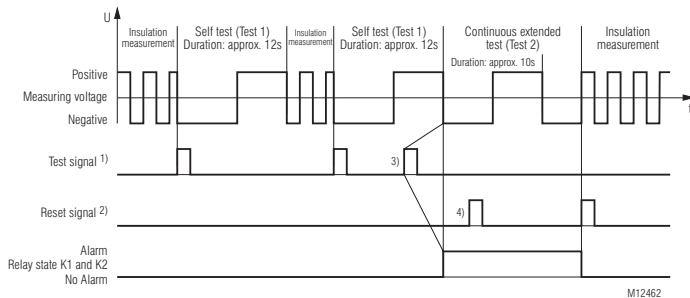 U
Insulation
measurement
Self test (Test 1)
Duration: approx. 12s
Insulation
measurement
Self test (Test 1)
Duration: approx. 12s
Continuous extended
test (Test 2)
Duration: approx. 10s
Insulation
measurement
Positive
Measuring voltage
Negative
t
Test signal 1)
3)
Reset signal 2)
4)
Alarm
Relay state K1 and K2
No Alarm
M12462